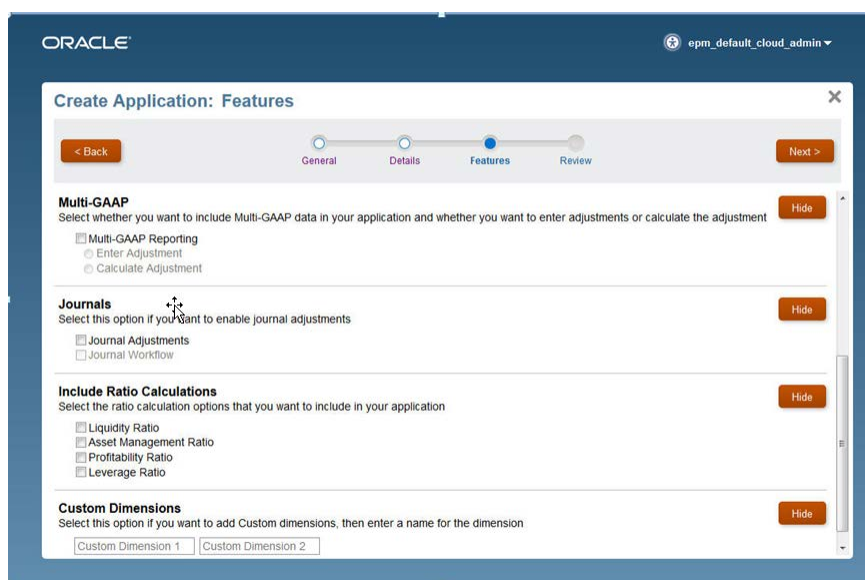 ORACLE
epm_default_cloud_admin
Create Application: Features
< Back
General
Details
Features
Review
Next >
Multi-GAAP
Hide
Select whether you want to include Multi-GAAP data in your application and whether you want to enter adjustments or calculate the adjustment
Multi-GAAP Reporting
Enter Adjustment
Calculate Adjustment
Journals
Hide
Select this option if you want to enable journal adjustments
Journal Adjustments
Journal Workflow
Include Ratio Calculations
Hide
Select the ratio calculation options that you want to include in your application
Liquidity Ratio
Asset Management Ratio
Profitability Ratio
Leverage Ratio
Custom Dimensions
Hide
Select this option if you want to add Custom dimensions, then enter a name for the dimension
Custom Dimension 1 Custom Dimension 2